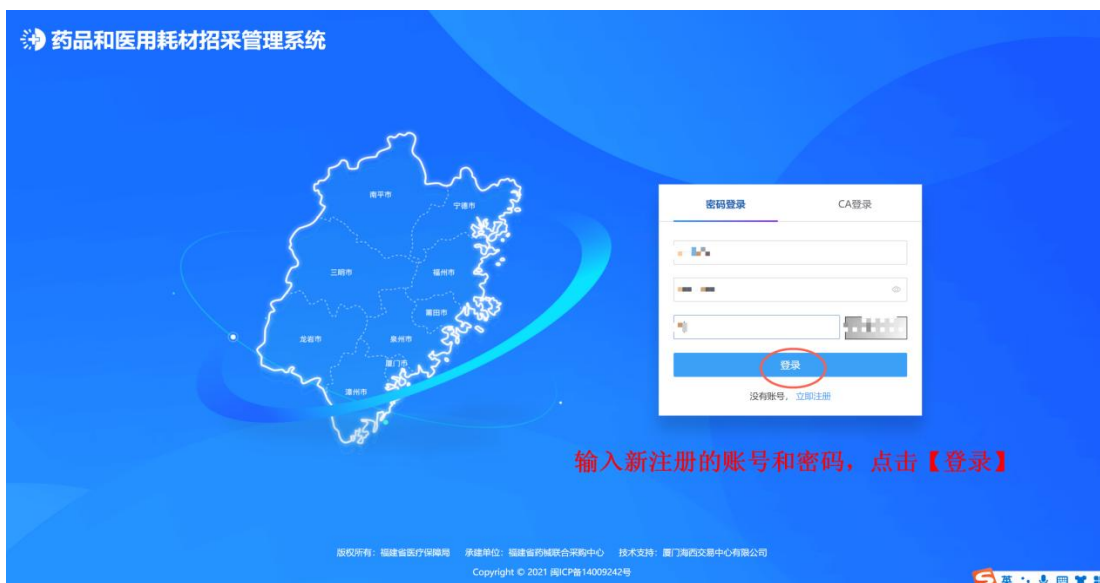 药品和医用耗材招采管理系统
南平市
宁德市
三明市
福州市
莆田市
龙岩市
泉州市
厦门市
漳州市
密码登录
CA登录
登录
没有账号，立即注册
输入新注册的账号和密码，点击【登录】
版权所有：福建省医疗保障局 承建单位：福建省药械联合采购中心 技术支持：厦门海西交易中心有限公司
Copyright © 2021 闽ICP备14009242号
英